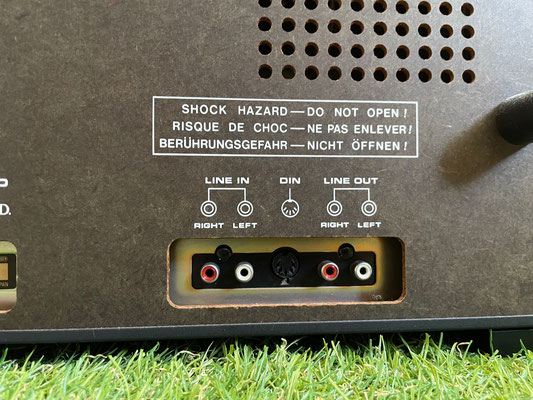 SHOCK HAZARD—DO NOT OPEN!
RISQUE DE CHOC—NE PAS ENLEVER!
BERÜHRUNGSGEFAHR—NICHT ÖFFNEN!
LINE IN DIN LINE OUT
RIGHT LEFT RIGHT LEFT
D.